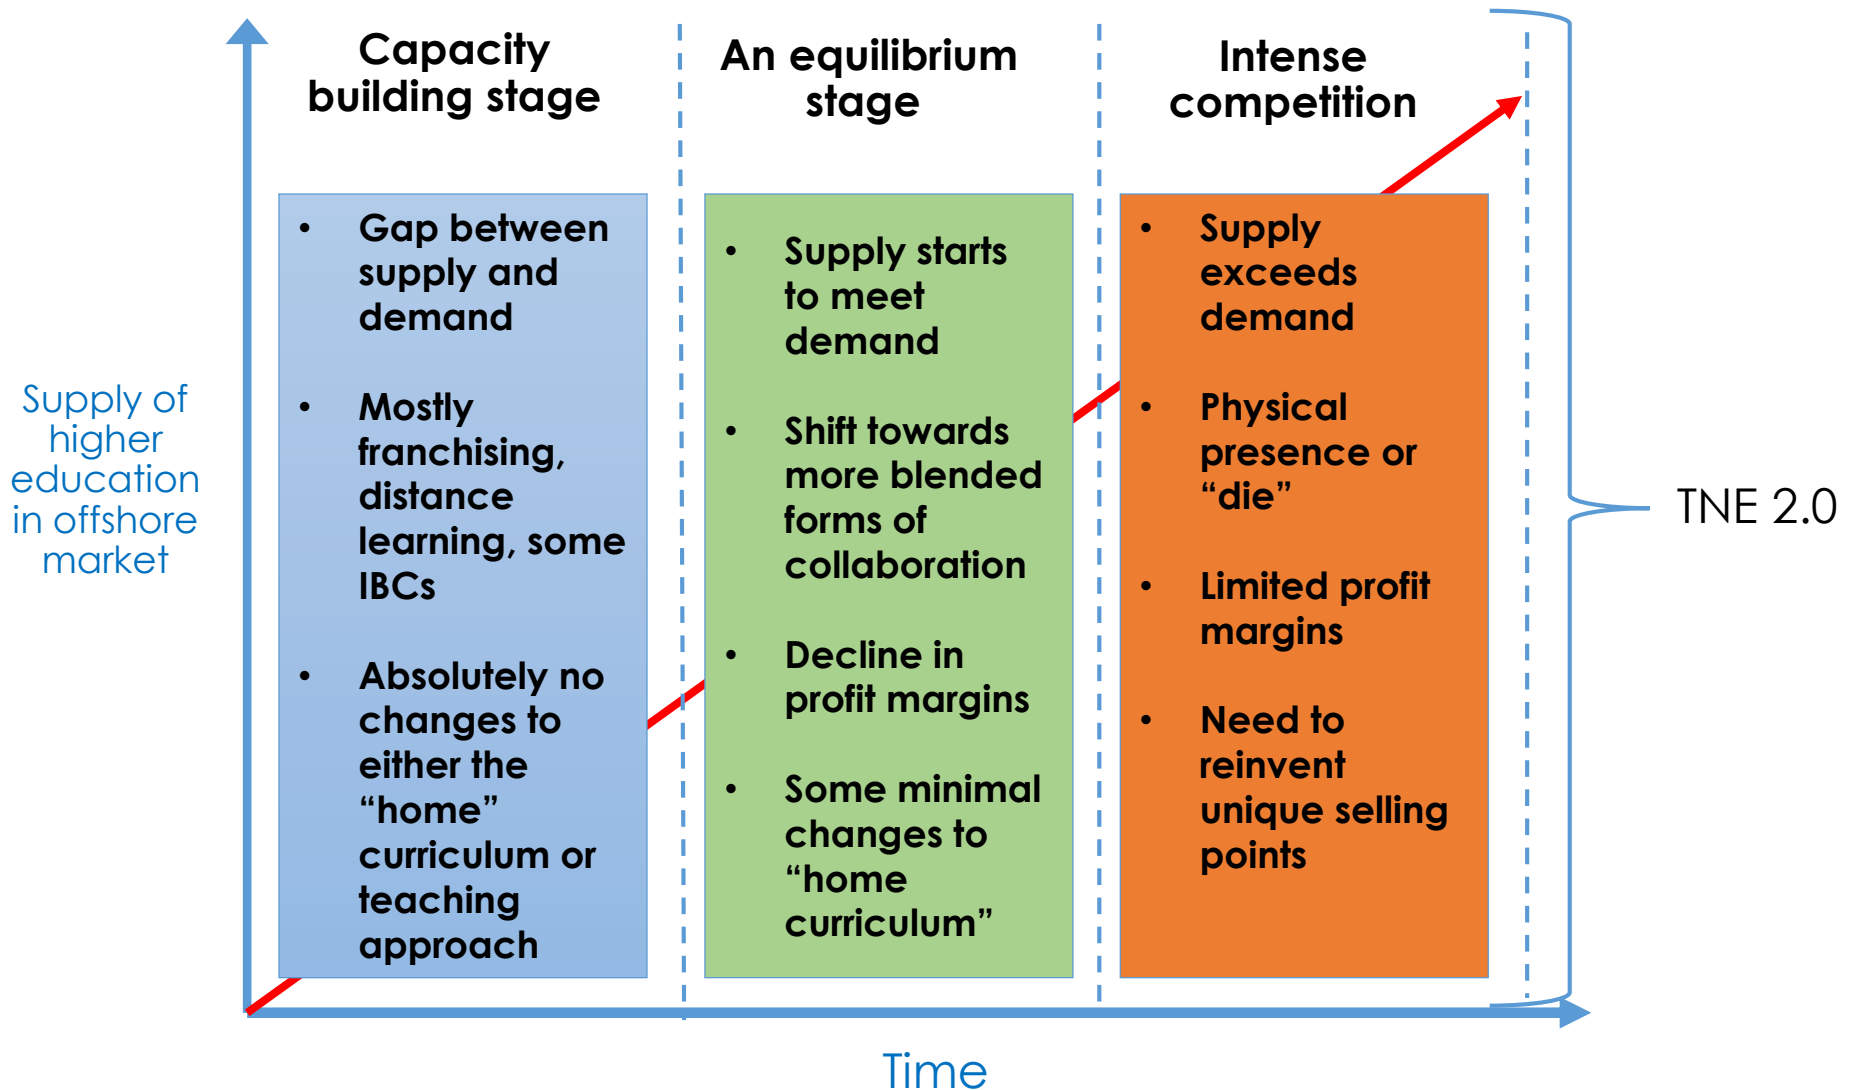 Capacity
building stage
An equilibrium
stage
Intense
competition
• Gap between
supply and
demand
• Mostly
franchising,
distance
learning, some
IBCs
• Absolutely no
changes to
either the
“home”
curriculum or
teaching
approach
• Supply starts
to meet
demand
• Shift towards
more blended
forms of
collaboration
• Decline in
profit margins
• Some minimal
changes to
“home
curriculum”
• Supply
exceeds
demand
• Physical
presence or
“die”
• Limited profit
margins
• Need to
reinvent
unique selling
points
Supply of
higher
education
in offshore
market
TNE 2.0
Time